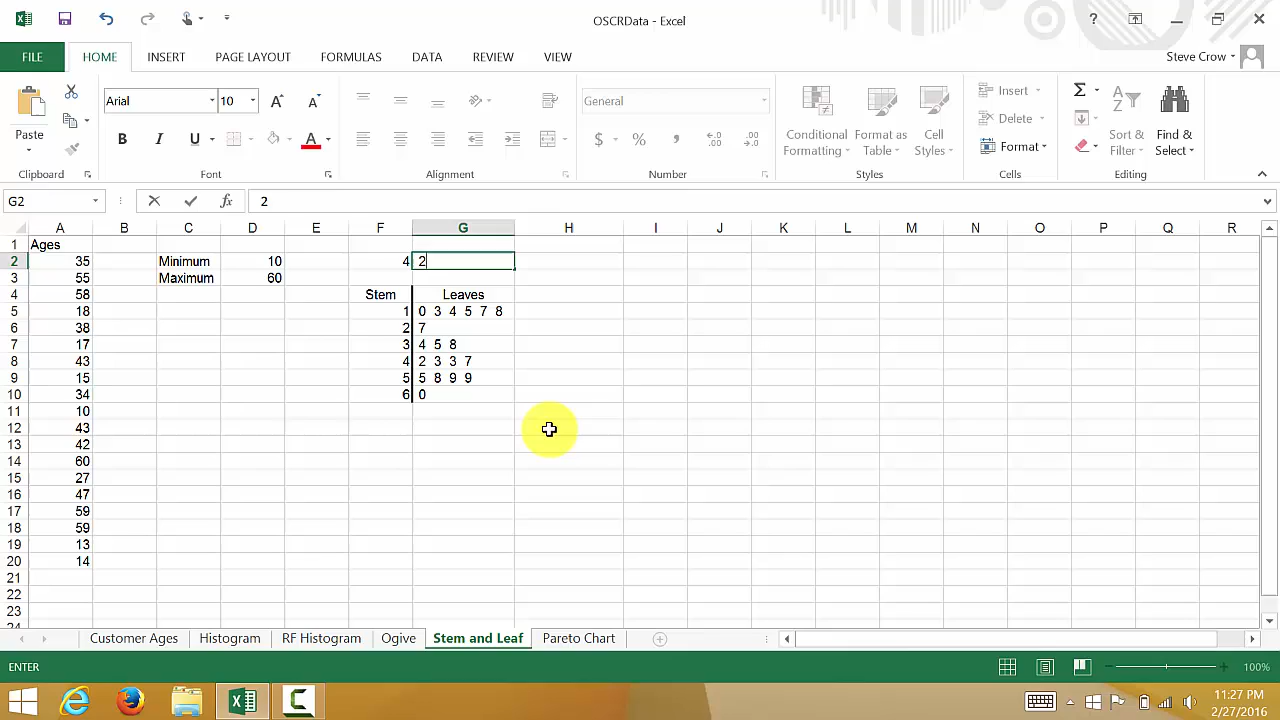 OSCRData - Excel
?
FILE HOME INSERT PAGE LAYOUT FORMULAS DATA REVIEW VIEW Steve Crow
Arial 10 General Insert
Paste B I U A $ % , Conditional Format as Cell Delete Sort & Find &
Formatting Table Styles Format Filter Select
Clipboard Font Alignment Number Styles Cells Editing
G2 fx 2
A B C D E F G H I J K L M N O P Q R
1 Ages
2 35 Minimum 10 4 2
3 55 Maximum 60
4 58 Stem Leaves
5 18 1 0 3 4 5 7 8
6 38 2 7
7 17 3 4 5 8
8 43 4 2 3 3 7
9 15 5 5 8 9 9
10 34 6 0
11 10
12 43
13 42
14 60
15 27
16 47
17 59
18 59
19 13
20 14
21
22
23
24
Customer Ages Histogram RF Histogram Ogive Stem and Leaf Pareto Chart
ENTER 100%
11:27 PM
2/27/2016